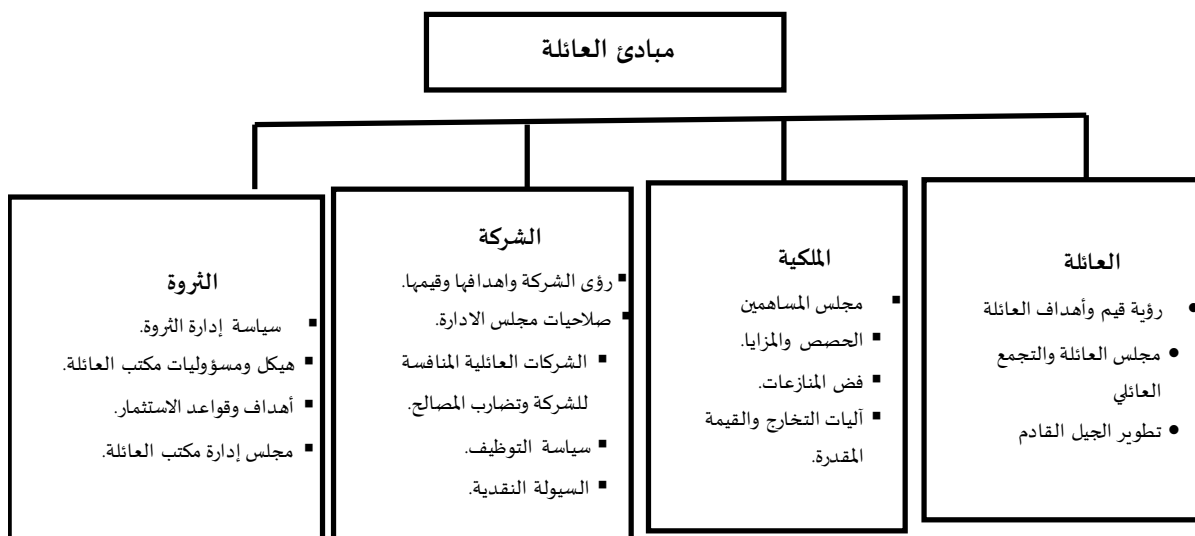 مبادئ العائلة
العائلة
● رؤية قيم وأهداف العائلة
● مجلس العائلة والتجمع
العائلي
● تطوير الجيل القادم
الملكية
▪ مجلس المساهمين
▪ الحصص والمزايا.
▪ فض المنازعات.
▪ آليات التخارج والقيمة
المقدرة.
الشركة
▪ رؤى الشركة واهدافها وقيمها.
▪ صلاحيات مجلس الادارة.
▪ الشركات العائلية المنافسة
للشركة وتضارب المصالح.
▪ سياسة التوظيف.
▪ السيولة النقدية.
الثروة
▪ سياسة إدارة الثروة.
▪ هيكل ومسؤوليات مكتب العائلة.
▪ أهداف وقواعد الاستثمار.
▪ مجلس إدارة مكتب العائلة.